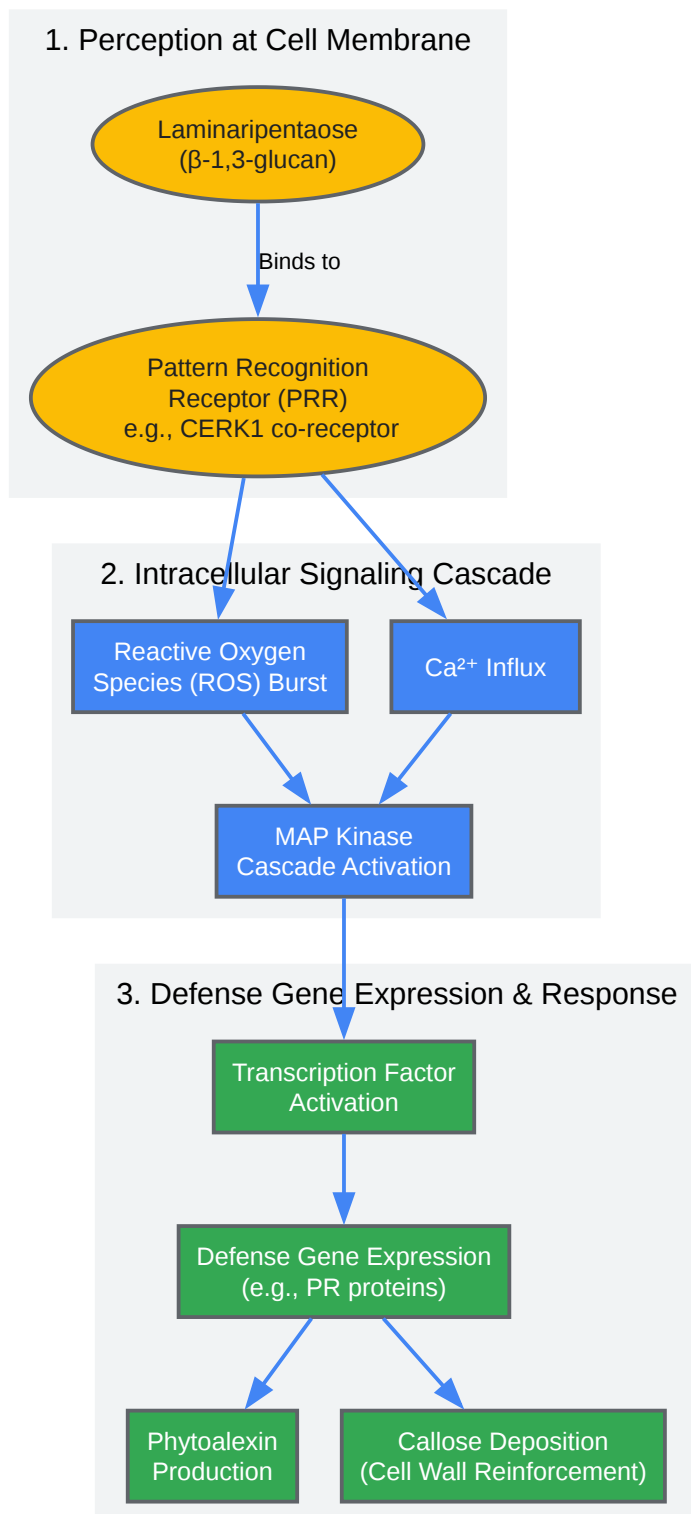 1. Perception at Cell Membrane
Laminaripentaose
(β-1,3-glucan)
Binds to
Pattern Recognition
Receptor (PRR)
e.g., CERK1 co-receptor
2. Intracellular Signaling Cascade
Reactive Oxygen
Species (ROS) Burst
Ca²⁺ Influx
MAP Kinase
Cascade Activation
3. Defense Gene Expression & Response
Transcription Factor
Activation
Defense Gene Expression
(e.g., PR proteins)
Phytoalexin
Production
Callose Deposition
(Cell Wall Reinforcement)